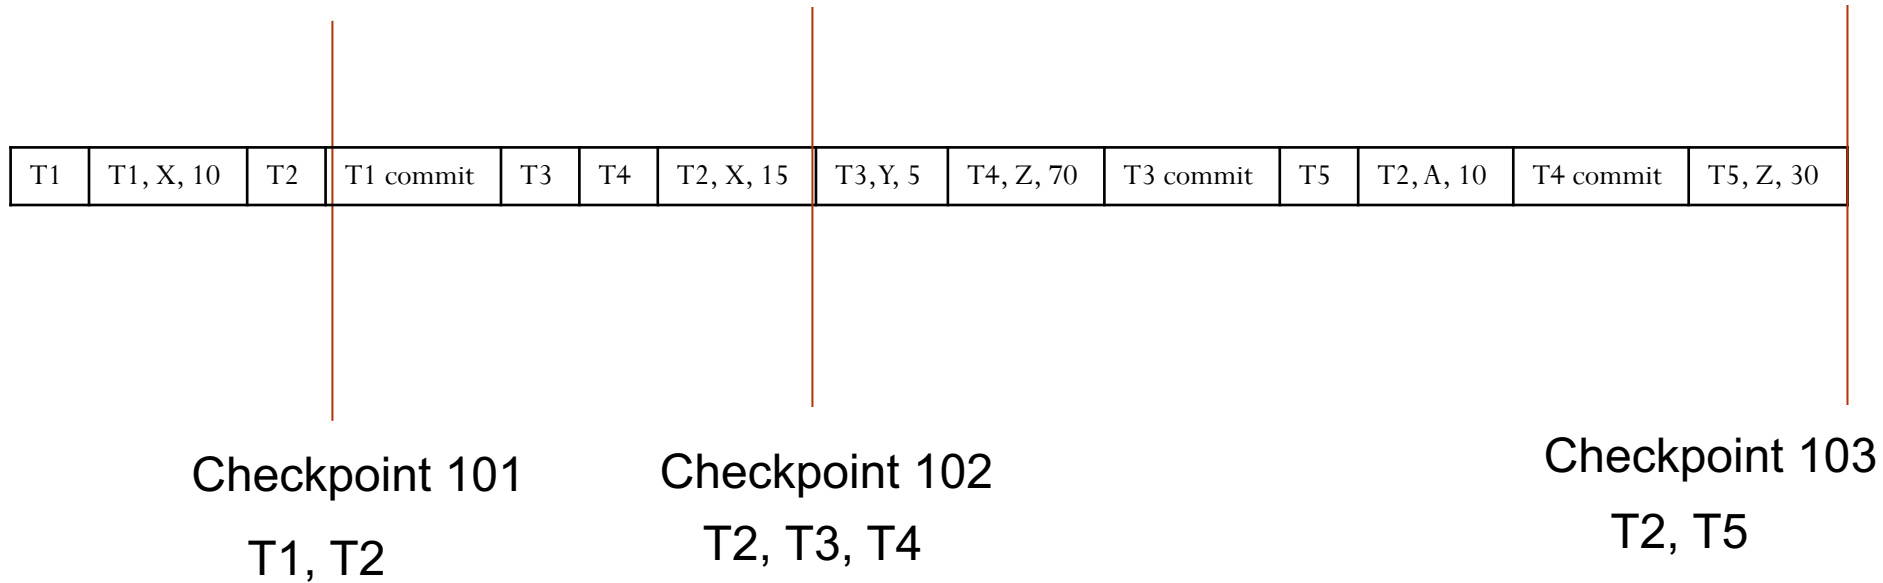 T1 T1, X, 10 T2 T1 commit T3 T4 T2, X, 15 T3,Y, 5 T4, Z, 70 T3 commit T5 T2, A, 10 T4 commit T5, Z, 30
Checkpoint 101
T1, T2
Checkpoint 102
T2, T3, T4
Checkpoint 103
T2, T5